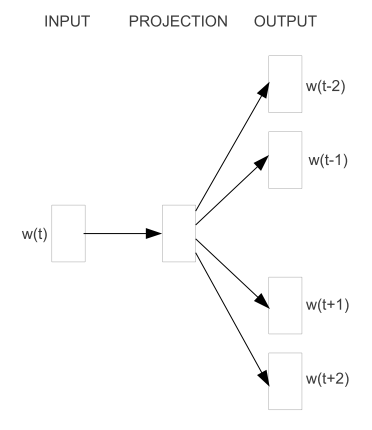 INPUT PROJECTION OUTPUT
w(t-2)
w(t-1)
w(t)
w(t+1)
w(t+2)